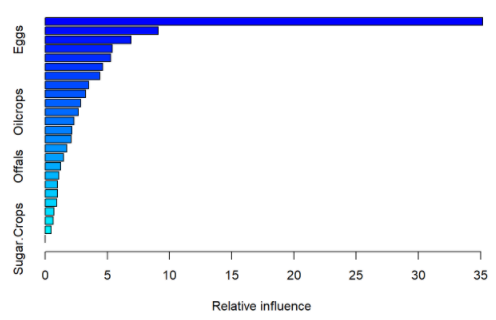 Eggs
Oilcrops
Offals
Sugar.Crops
0 5 10 15 20 25 30 35
Relative influence